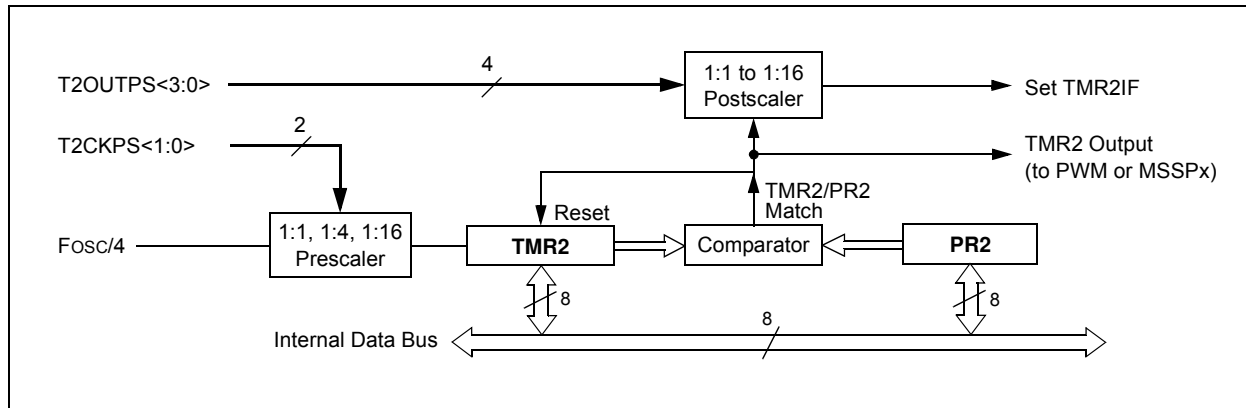 T2OUTPS<3:0>
4
1:1 to 1:16
Postscaler
Set TMR2IF
T2CKPS<1:0>
2
TMR2 Output
(to PWM or MSSPx)
TMR2/PR2
Match
Reset
FOSC/4
1:1, 1:4, 1:16
Prescaler
TMR2
Comparator
PR2
8
8
Internal Data Bus
8